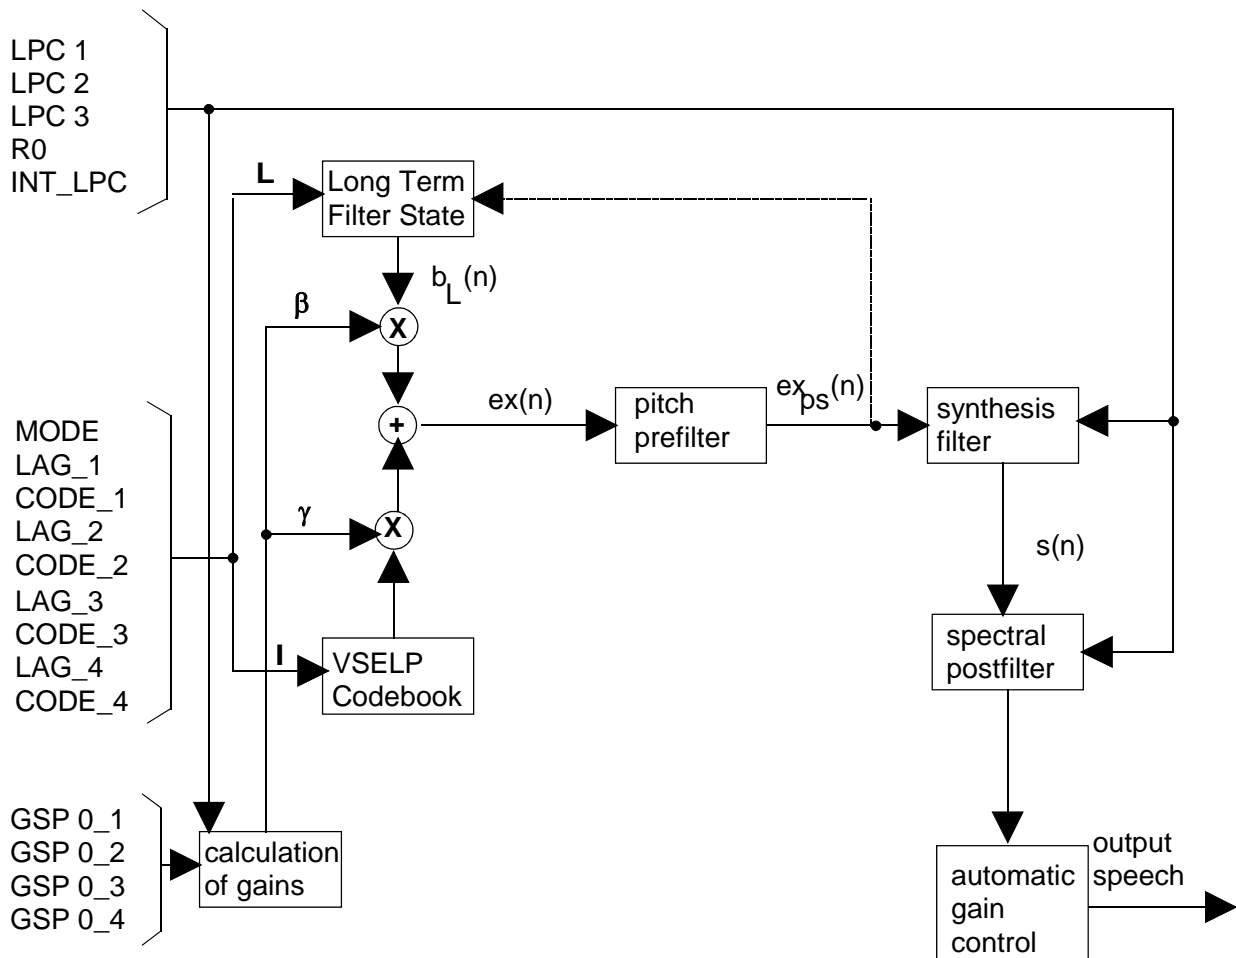 LPC 1
LPC 2
LPC 3
R0
INT_LPC
L
Long Term
Filter State
b_L(n)
β
X
ex(n)
pitch
prefilter
ex_ps(n)
synthesis
filter
+
MODE
LAG_1
CODE_1
LAG_2
CODE_2
LAG_3
CODE_3
LAG_4
CODE_4
γ
X
s(n)
I
VSELP
Codebook
spectral
postfilter
GSP 0_1
GSP 0_2
GSP 0_3
GSP 0_4
calculation
of gains
automatic
gain
control
output
speech